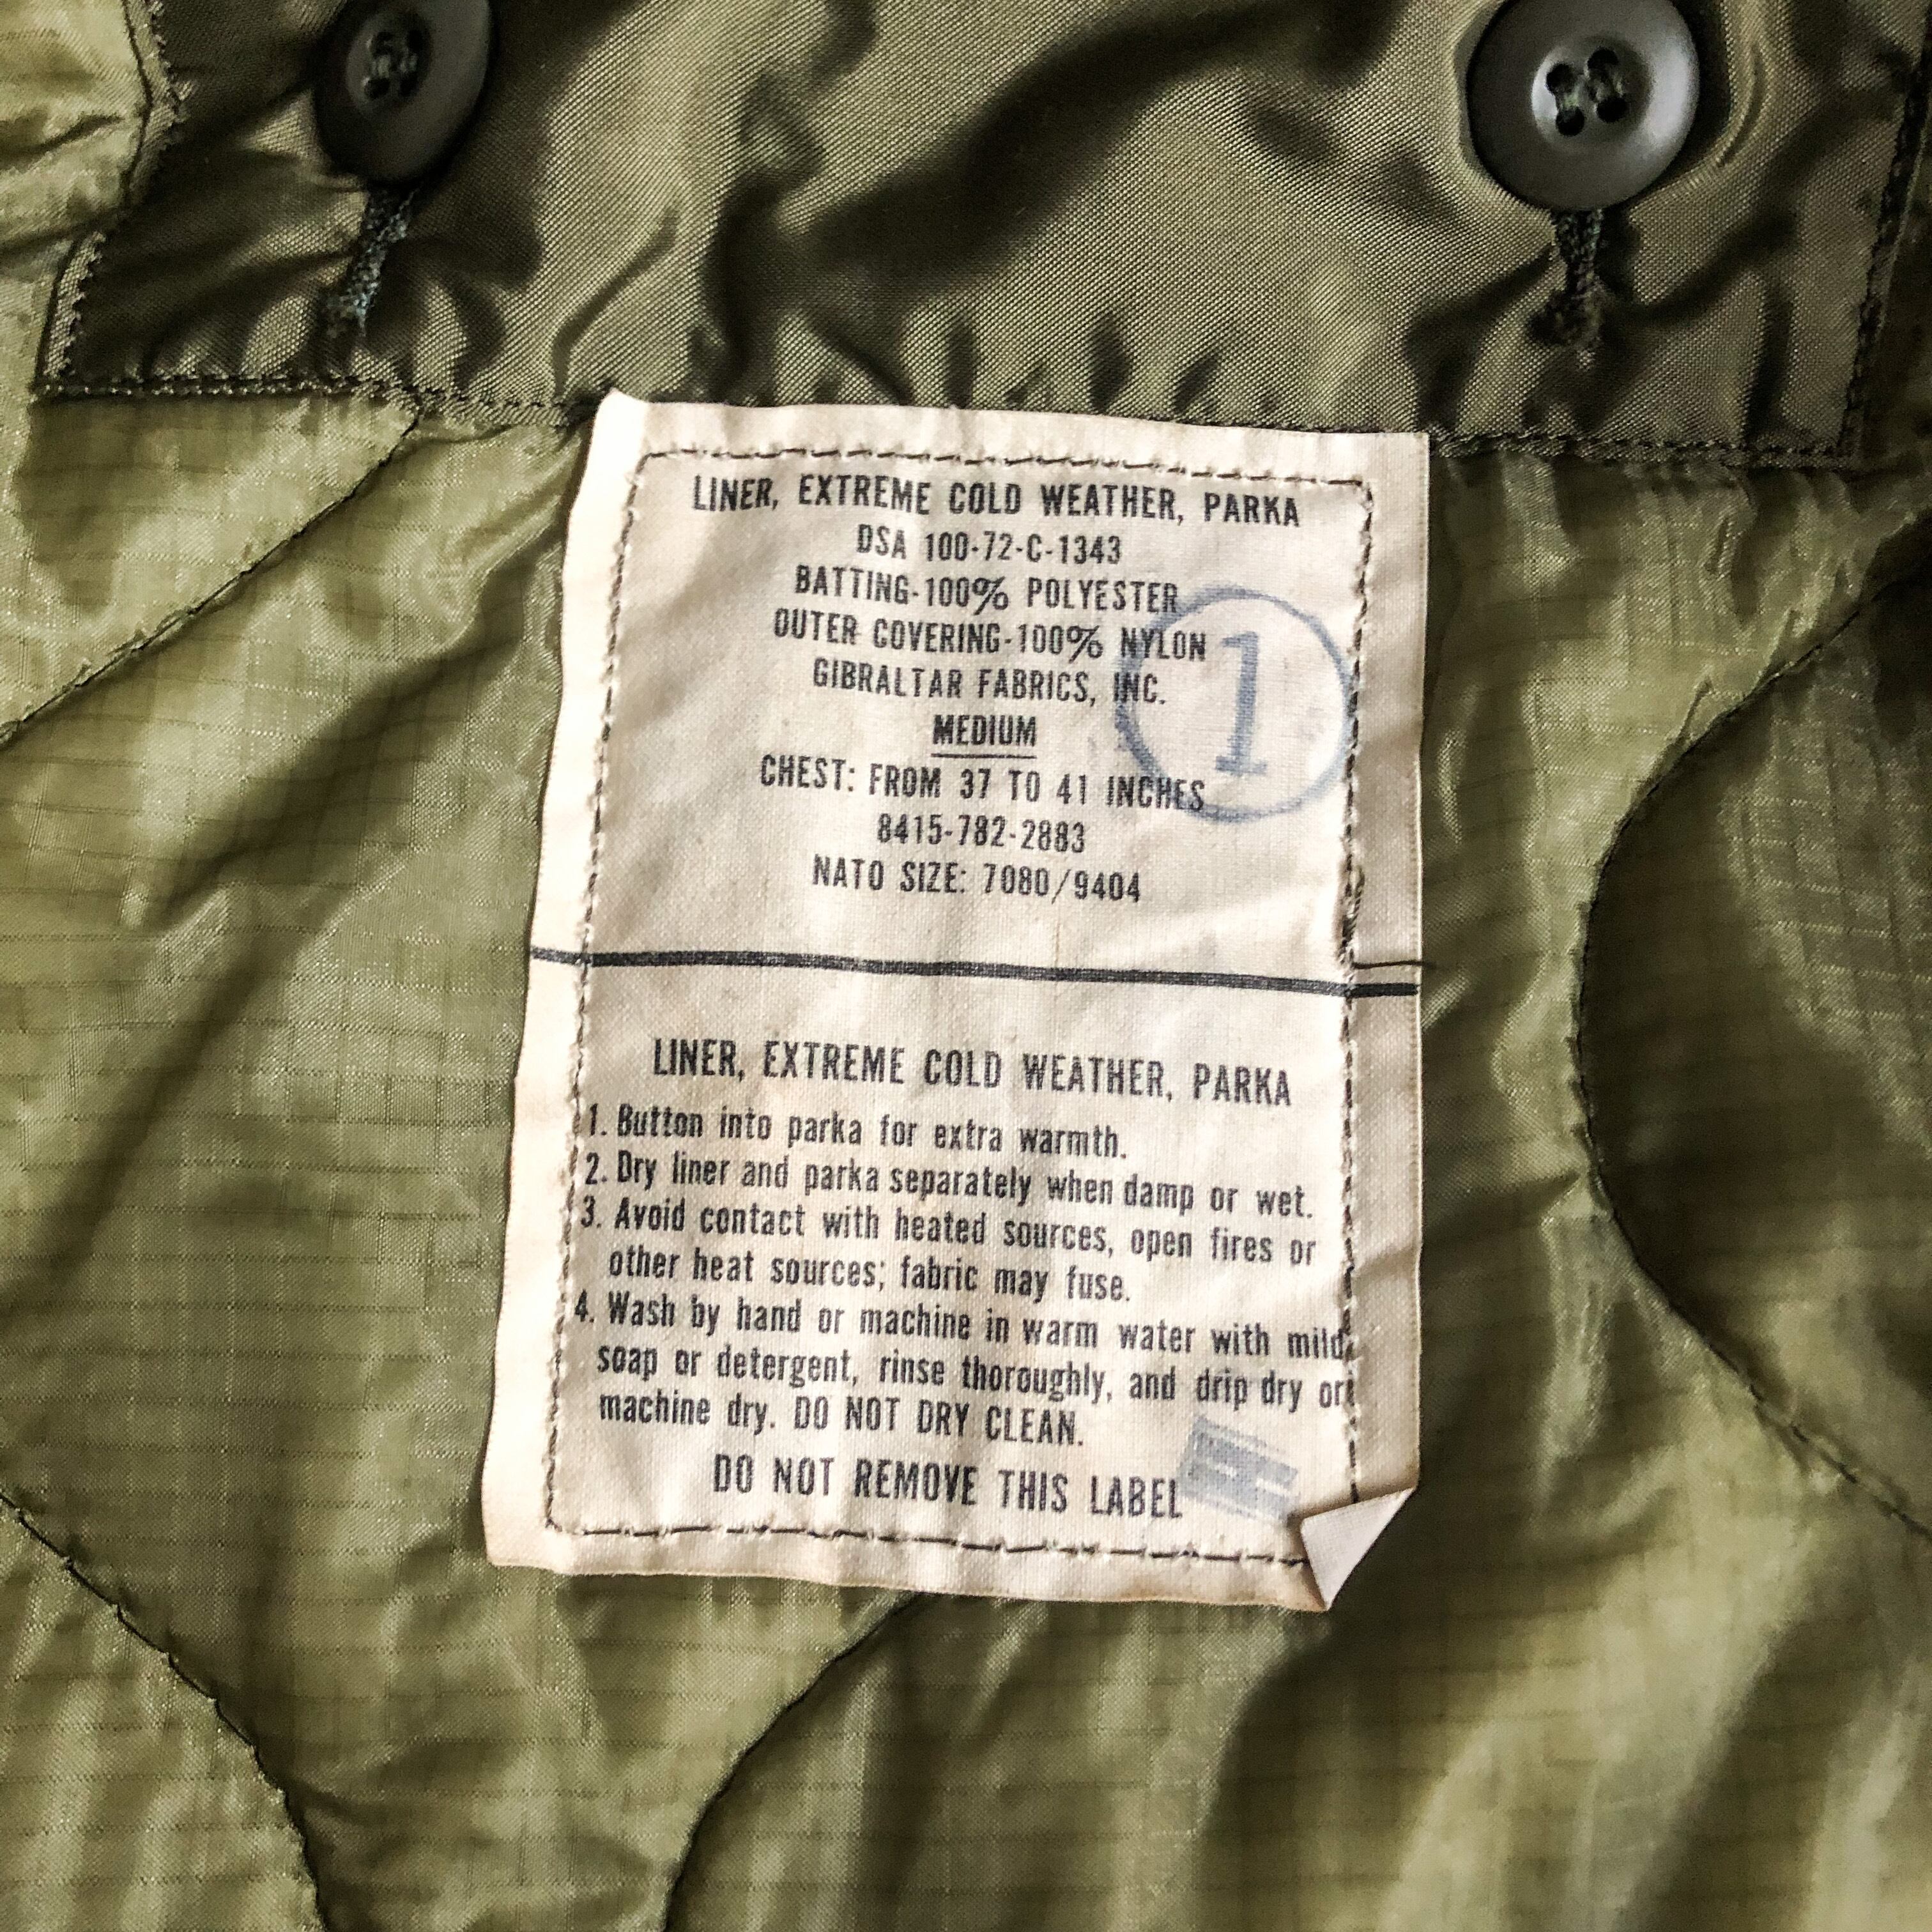 LINER, EXTREME COLD WEATHER, PARKA
DSA 100-72-C-1343
BATTING-100% POLYESTER
OUTER COVERING-100% NYLON
GIBRALTAR FABRICS, INC.
1
MEDIUM
CHEST: FROM 37 TO 41 INCHES
8415-782-2883
NATO SIZE: 7080/9404
LINER, EXTREME COLD WEATHER, PARKA
1. Button into parka for extra warmth.
2. Dry liner and parka separately when damp or wet.
3. Avoid contact with heated sources, open fires or
other heat sources; fabric may fuse.
4. Wash by hand or machine in warm water with mild
soap or detergent, rinse thoroughly, and drip dry or
machine dry. DO NOT DRY CLEAN.
DO NOT REMOVE THIS LABEL